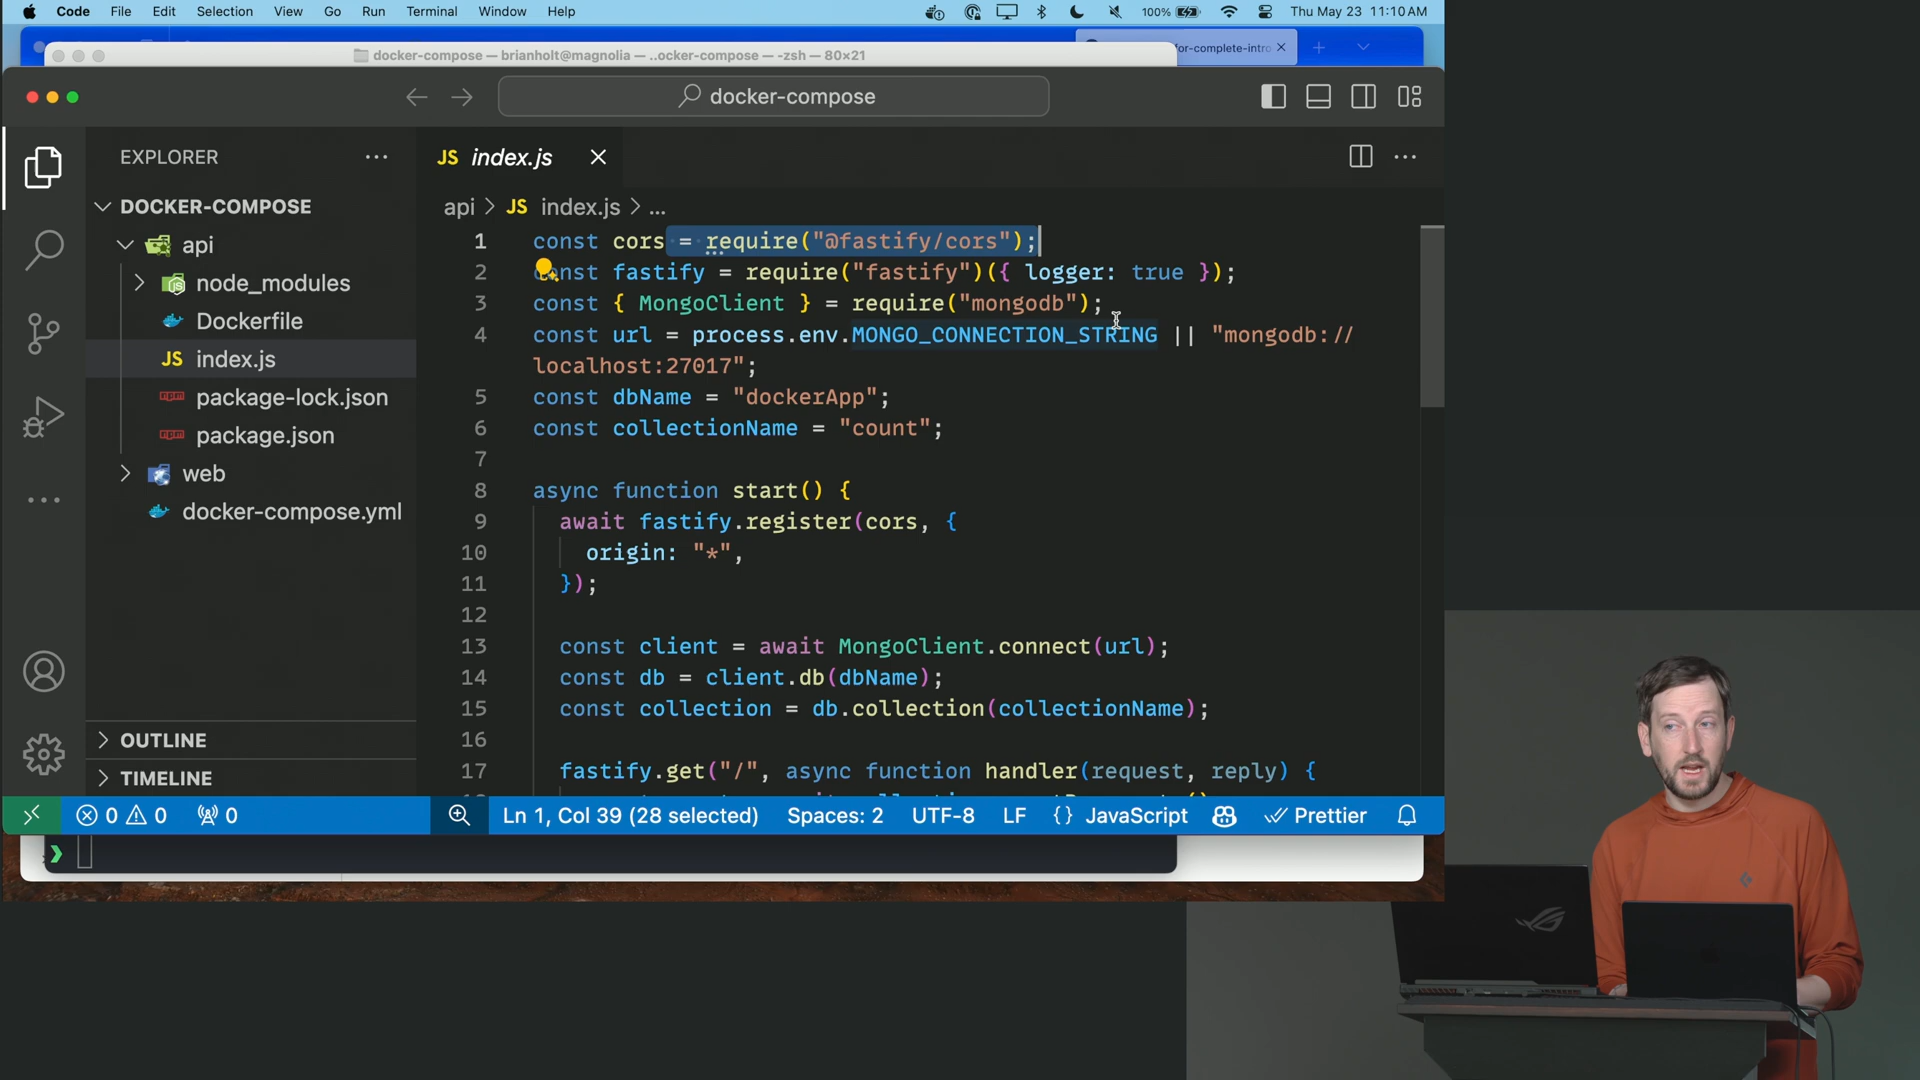 Code File Edit Selection View Go Run Terminal Window Help 100% Thu May 23 11:10 AM
docker-compose — brianholt@magnolia — ..ocker-compose — -zsh — 80×21
for-complete-intro
docker-compose
EXPLORER
JS index.js
DOCKER-COMPOSE
api > JS index.js > ...
api
node_modules
Dockerfile
JS index.js
package-lock.json
package.json
web
docker-compose.yml
OUTLINE
TIMELINE
1 const cors = require("@fastify/cors");
2 const fastify = require("fastify")({ logger: true });
3 const { MongoClient } = require("mongodb");
4 const url = process.env.MONGO_CONNECTION_STRING || "mongodb://
localhost:27017";
5 const dbName = "dockerApp";
6 const collectionName = "count";
7
8 async function start() {
9 await fastify.register(cors, {
10 origin: "*",
11 });
12
13 const client = await MongoClient.connect(url);
14 const db = client.db(dbName);
15 const collection = db.collection(collectionName);
16
17 fastify.get("/", async function handler(request, reply) {
0 0 0 Ln 1, Col 39 (28 selected) Spaces: 2 UTF-8 LF {} JavaScript Prettier